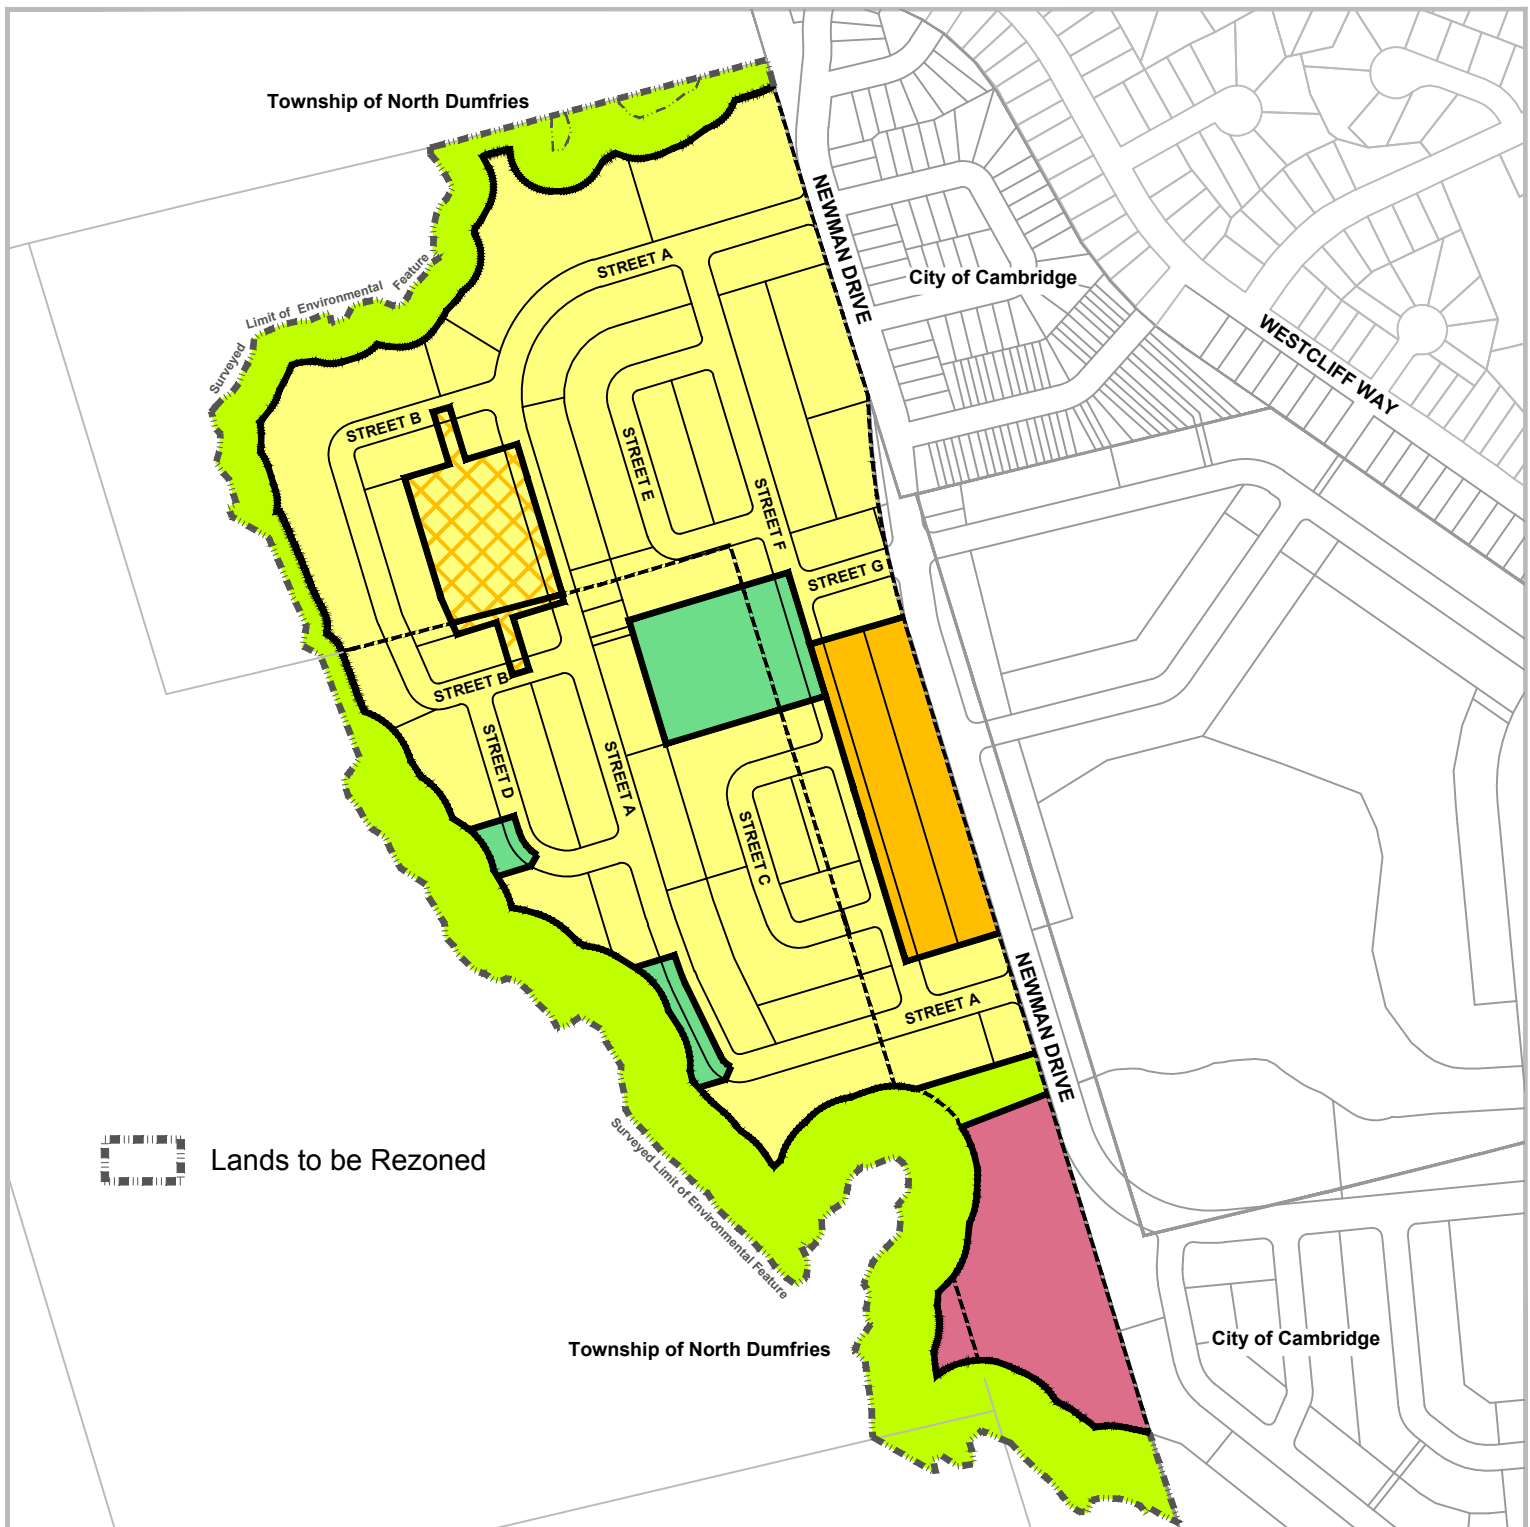 Township of North Dumfries
NEWMAN DRIVE
City of Cambridge
STREET A
Surveyed Limit of Environmental Feature
WESTCLIFF WAY
STREET B
STREET E
STREET F
STREET G
STREET B
STREET D
STREET A
STREET C
NEWMAN DRIVE
STREET A
Lands to be Rezoned
Surveyed Limit of Environmental Feature
Township of North Dumfries
City of Cambridge